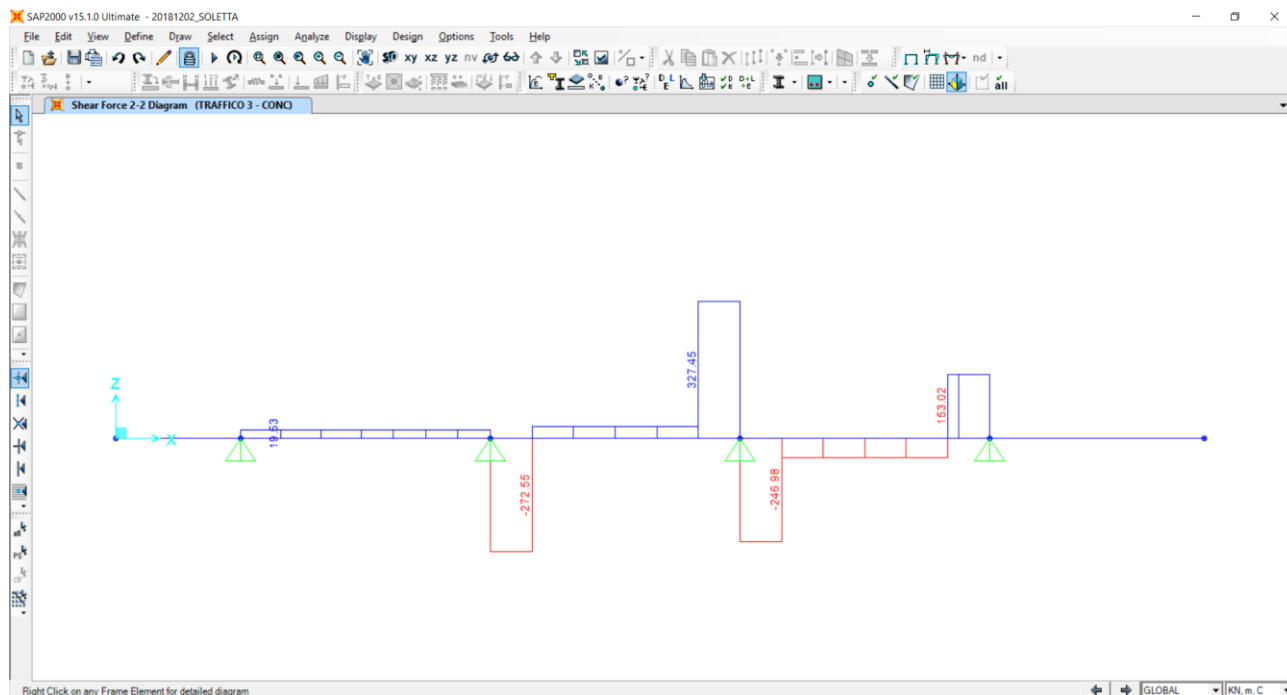 SAP2000 v15.1.0 Ultimate - 20181202_SOLETTA
File Edit View Define Draw Select Assign Analyze Display Design Options Tools Help
xy xz yz nv
nd
all
Shear Force 2-2 Diagram (TRAFFICO 3 - CONC)
Z
X
19.53
-272.55
327.45
-246.98
153.02
Right Click on any Frame Element for detailed diagram
GLOBAL
KN, m, C